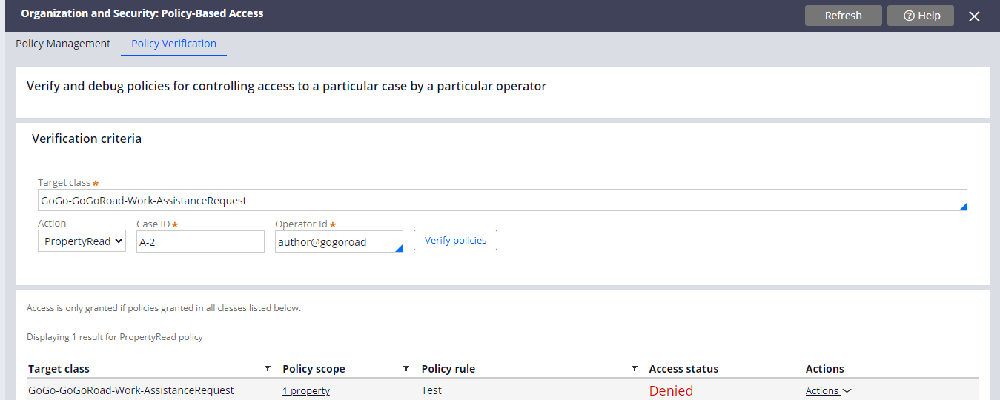 Organization and Security: Policy-Based Access
Refresh
Help
Policy Management
Policy Verification
Verify and debug policies for controlling access to a particular case by a particular operator
Verification criteria
Target class*
GoGo-GoGoRoad-Work-AssistanceRequest
Action Case ID* Operator Id*
PropertyRead A-2 author@gogoroad Verify policies
Access is only granted if policies granted in all classes listed below.
Displaying 1 result for PropertyRead policy
Target class Policy scope Policy rule Access status Actions
GoGo-GoGoRoad-Work-AssistanceRequest 1 property Test Denied Actions